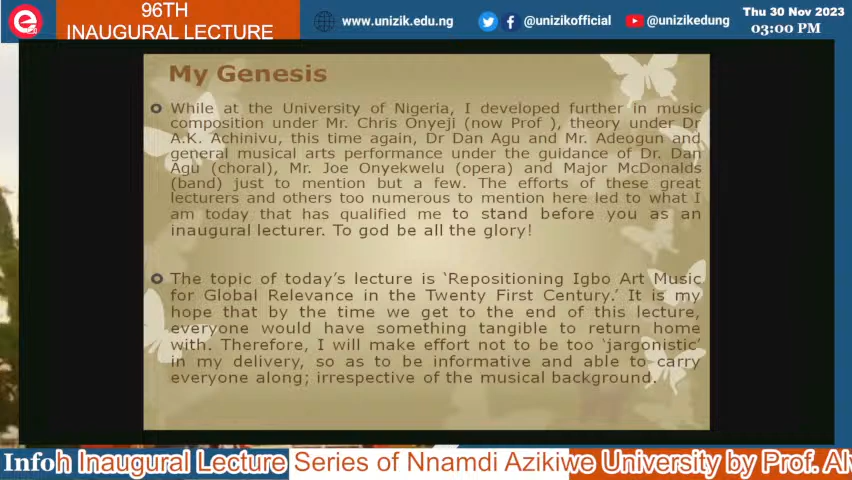 96TH
INAUGURAL LECTURE
www.unizik.edu.ng
@unizikofficial
@unizikedung
Thu 30 Nov 2023
03:00 PM
My Genesis
While at the University of Nigeria, I developed further in music
composition under Mr. Chris Onyeji (now Prof ), theory under Dr
A.K. Achinivu, this time again, Dr Dan Agu and Mr. Adeogun and
general musical arts performance under the guidance of Dr. Dan
Agu (choral), Mr. Joe Onyekwelu (opera) and Major McDonalds
(band) just to mention but a few. The efforts of these great
lecturers and others too numerous to mention here led to what I
am today that has qualified me to stand before you as an
inaugural lecturer. To god be all the glory!
The topic of today's lecture is 'Repositioning Igbo Art Music
for Global Relevance in the Twenty First Century.' It is my
hope that by the time we get to the end of this lecture,
everyone would have something tangible to return home
with. Therefore, I will make effort not to be too 'jargonistic'
in my delivery, so as to be informative and able to carry
everyone along; irrespective of the musical background.
Info
h Inaugural Lecture Series of Nnamdi Azikiwe University by Prof. Al